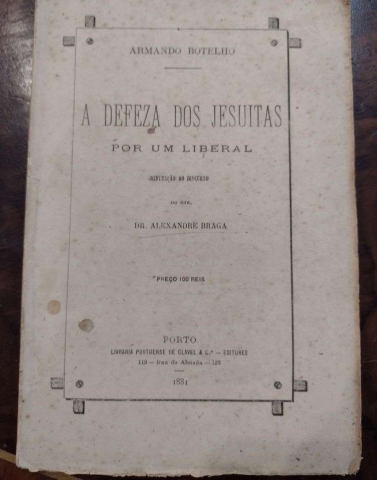 ARMANDO BOTELHO
A DEFEZA DOS JESUITAS
POR UM LIBERAL
REFUTAÇÃO AO DISCURSO
DO SNR.
DR. ALEXANDRE BRAGA
PREÇO 100 REIS
PORTO
LIVRARIA PORTUENSE DE CLAVEL & C.ª — EDITORES
119 — Rua do Almada — 123
1881